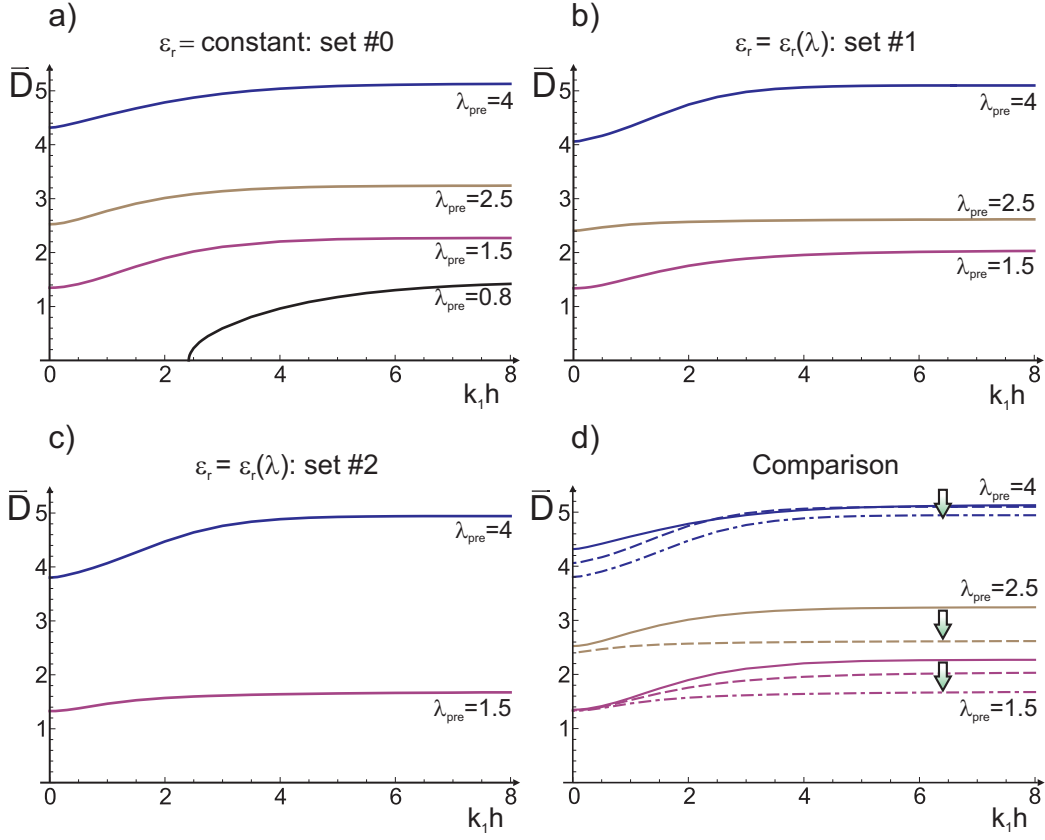 a)
εr = constant: set #0
D̅
5
4
3
2
1
λpre=4
λpre=2.5
λpre=1.5
λpre=0.8
0 2 4 6 8
k1h
b)
εr = εr(λ): set #1
D̅
5
4
3
2
1
λpre=4
λpre=2.5
λpre=1.5
0 2 4 6 8
k1h
c)
εr = εr(λ): set #2
D̅
5
4
3
2
1
λpre=4
λpre=1.5
0 2 4 6 8
k1h
d)
Comparison
D̅
5
4
3
2
1
λpre=4
λpre=2.5
λpre=1.5
0 2 4 6 8
k1h